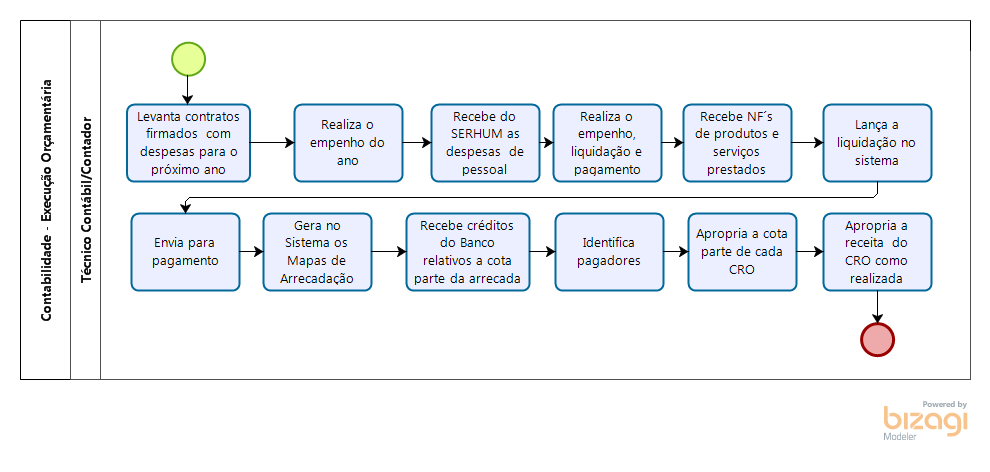 Contabilidade - Execução Orçamentária
Técnico Contábil/Contador
Levanta contratos
firmados com
despesas para o
próximo ano
Realiza o
empenho do
ano
Recebe do
SERHUM as
despesas de
pessoal
Realiza o
empenho,
liquidação e
pagamento
Recebe NF´s
de produtos e
serviços
prestados
Lança a
liquidação no
sistema
Envia para
pagamento
Gera no
Sistema os
Mapas de
Arrecadação
Recebe créditos
do Banco
relativos a cota
parte da arrecada
Identifica
pagadores
Apropria a cota
parte de cada
CRO
Apropria a
receita do
CRO como
realizada
Powered by
bizagi
Modeler